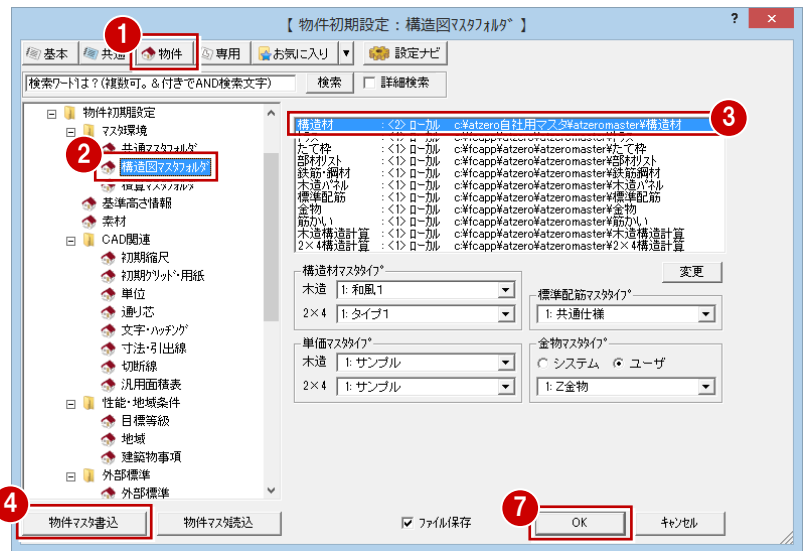 【 物件初期設定：構造図ﾏｽﾀﾌｫﾙﾀﾞ 】
? ×
1
基本 共通 物件 専用 お気に入り ▼ 設定ナビ
検索ﾜｰﾄﾞは？(複数可。&付きでAND検索文字) 検索 詳細検索
物件初期設定
ﾏｽﾀ環境
共通ﾏｽﾀﾌｫﾙﾀﾞ
2
構造図ﾏｽﾀﾌｫﾙﾀﾞ
積算ﾏｽﾀﾌｫﾙﾀﾞ
基準高さ情報
素材
CAD関連
初期縮尺
初期ｸﾞﾘｯﾄﾞ･用紙
単位
通り芯
文字･ﾊｯﾁﾝｸﾞ
寸法･引出線
切断線
汎用面積表
性能･地域条件
目標等級
地域
建築物事項
外部標準
外部標準
3
構造材 : <2> ﾛｰｶﾙ c:¥atzero自社用マスタ¥atzeromaster¥構造材
たて枠 : <1> ﾛｰｶﾙ c:¥fcapp¥atzero¥atzeromaster¥たて枠
部材リスト : <1> ﾛｰｶﾙ c:¥fcapp¥atzero¥atzeromaster¥部材リスト
鉄筋･鋼材 : <1> ﾛｰｶﾙ c:¥fcapp¥atzero¥atzeromaster¥鉄筋鋼材
木造ﾊﾟﾈﾙ : <1> ﾛｰｶﾙ c:¥fcapp¥atzero¥atzeromaster¥木造ﾊﾟﾈﾙ
標準配筋 : <1> ﾛｰｶﾙ c:¥fcapp¥atzero¥atzeromaster¥標準配筋
金物 : <1> ﾛｰｶﾙ c:¥fcapp¥atzero¥atzeromaster¥金物
筋かい : <1> ﾛｰｶﾙ c:¥fcapp¥atzero¥atzeromaster¥筋かい
木造構造計算 : <1> ﾛｰｶﾙ c:¥fcapp¥atzero¥atzeromaster¥木造構造計算
2×4構造計算 : <1> ﾛｰｶﾙ c:¥fcapp¥atzero¥atzeromaster¥2×4構造計算
変更
構造材ﾏｽﾀﾀｲﾌﾟ
木造 1: 和風1
2×4 1: タイプ1
標準配筋ﾏｽﾀﾀｲﾌﾟ
1: 共通仕様
単価ﾏｽﾀﾀｲﾌﾟ
木造 1: サンプル
2×4 1: サンプル
金物ﾏｽﾀﾀｲﾌﾟ
システム ユーザ
1: Z金物
4
物件ﾏｽﾀ書込 物件ﾏｽﾀ読込 ﾌｧｲﾙ保存
7
OK ｷｬﾝｾﾙ